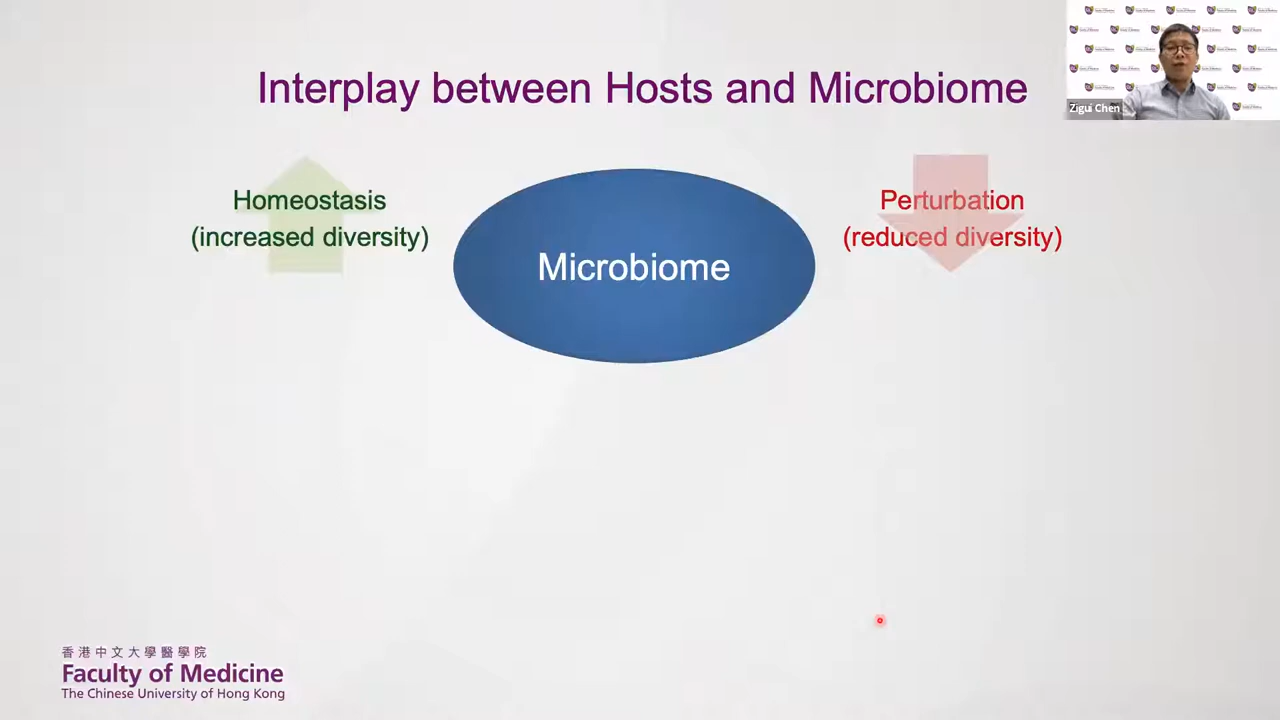 Interplay between Hosts and Microbiome
Zigui Chen
Homeostasis
(increased diversity)
Microbiome
Perturbation
(reduced diversity)
香港中文大學醫學院
Faculty of Medicine
The Chinese University of Hong Kong